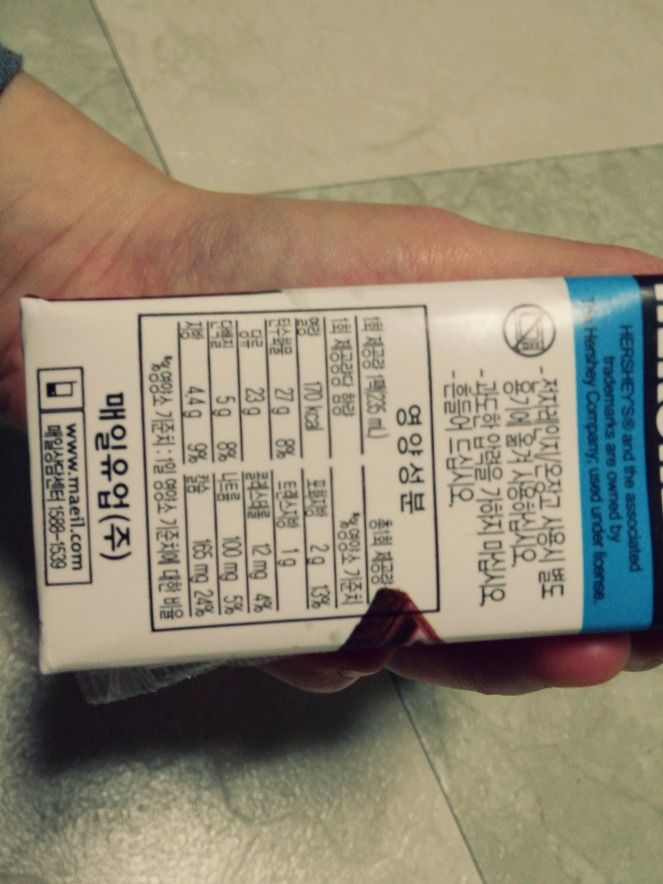 HERSHEY'S® and the associated
trademarks are owned by
The Hershey Company; used under license.
- 전자레인지/오븐 사용시 별도
용기에 옮겨 사용하십시오.
- 과도한 압력을 가하지 마십시오.
- 흔들어 드십시오.
영양성분
1회 제공량 1팩(235 mL) 총1회 제공량
1회 제공량당 함량 %영양소 기준치
열량 170 kcal 포화지방 2 g 13%
탄수화물 27 g 8% 트랜스지방 1 g
당류 23 g 콜레스테롤 12 mg 4%
단백질 5 g 8% 나트륨 100 mg 5%
지방 4.4 g 9% 칼슘 165 mg 24%
%영양소 기준치 : 1일 영양소 기준치에 대한 비율
매일유업(주)
www.maeil.com
매일상담센터 1588-1539